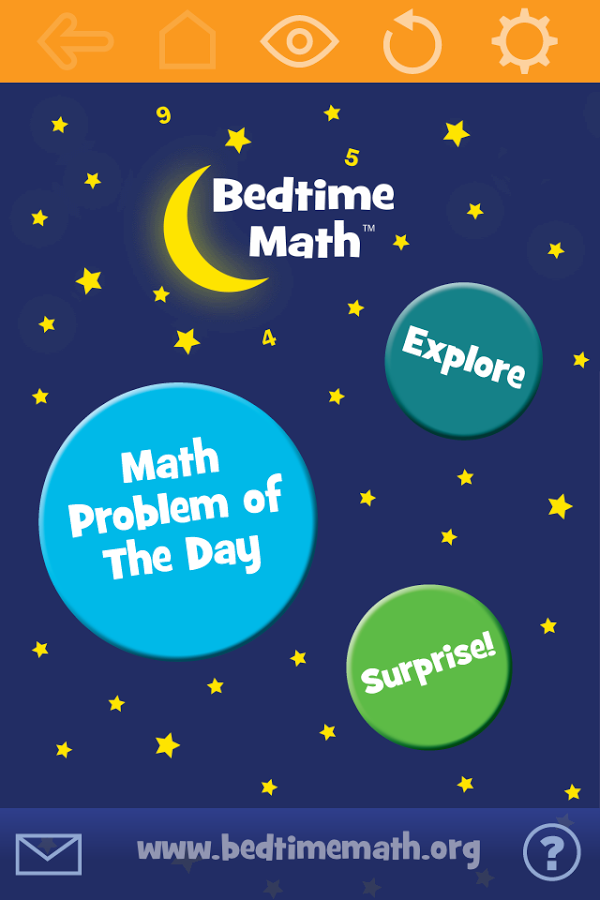 9
5
Bedtime
Math™
4
Explore
Math
Problem of
The Day
Surprise!
www.bedtimemath.org
?